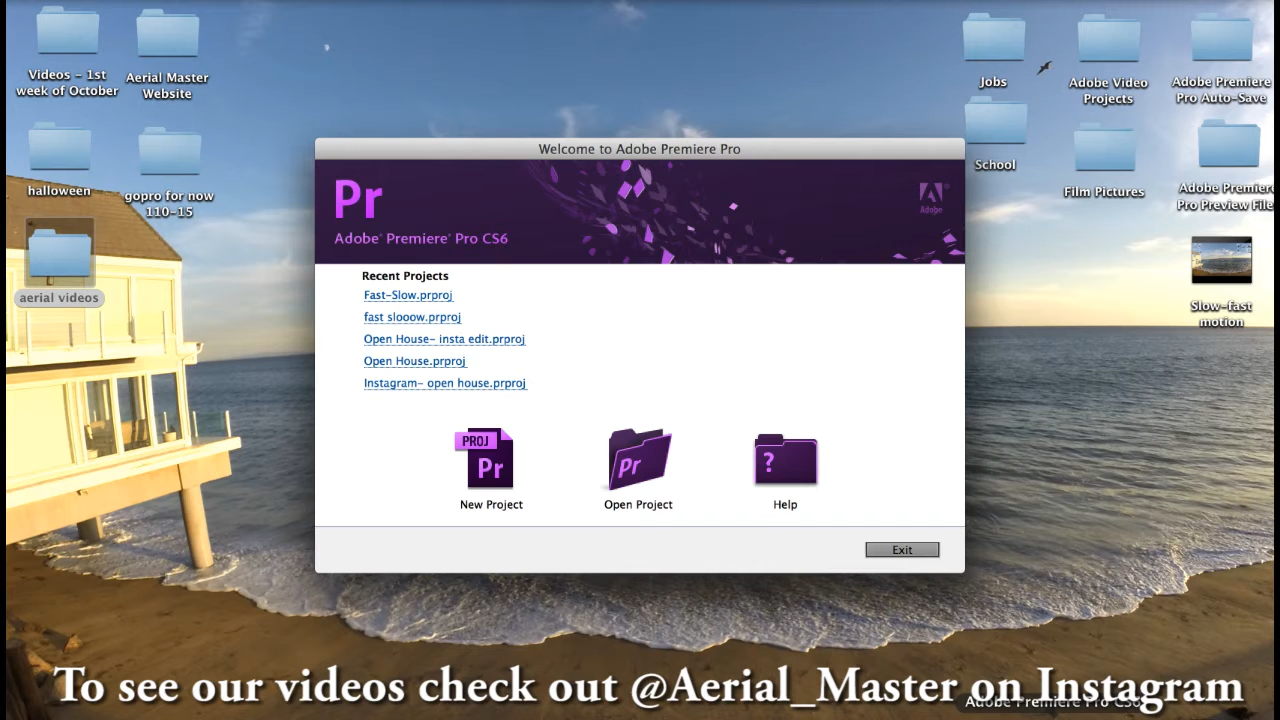 Videos - 1st
week of October
Aerial Master
Website
halloween
gopro for now
110-15
aerial videos
Jobs
Adobe Video
Projects
Adobe Premiere
Pro Auto-Save
School
Film Pictures
Adobe Premiere
Pro Preview File
Slow-fast
motion
Welcome to Adobe Premiere Pro
Pr
Adobe
Adobe® Premiere® Pro CS6
Recent Projects
Fast-Slow.prproj
fast slooow.prproj
Open House- insta edit.prproj
Open House.prproj
Instagram- open house.prproj
PROJ
Pr
New Project
Pr
Open Project
?
Help
Exit
To see our videos check out @Aerial_Master on Instagram
Adobe Premiere Pro CS6